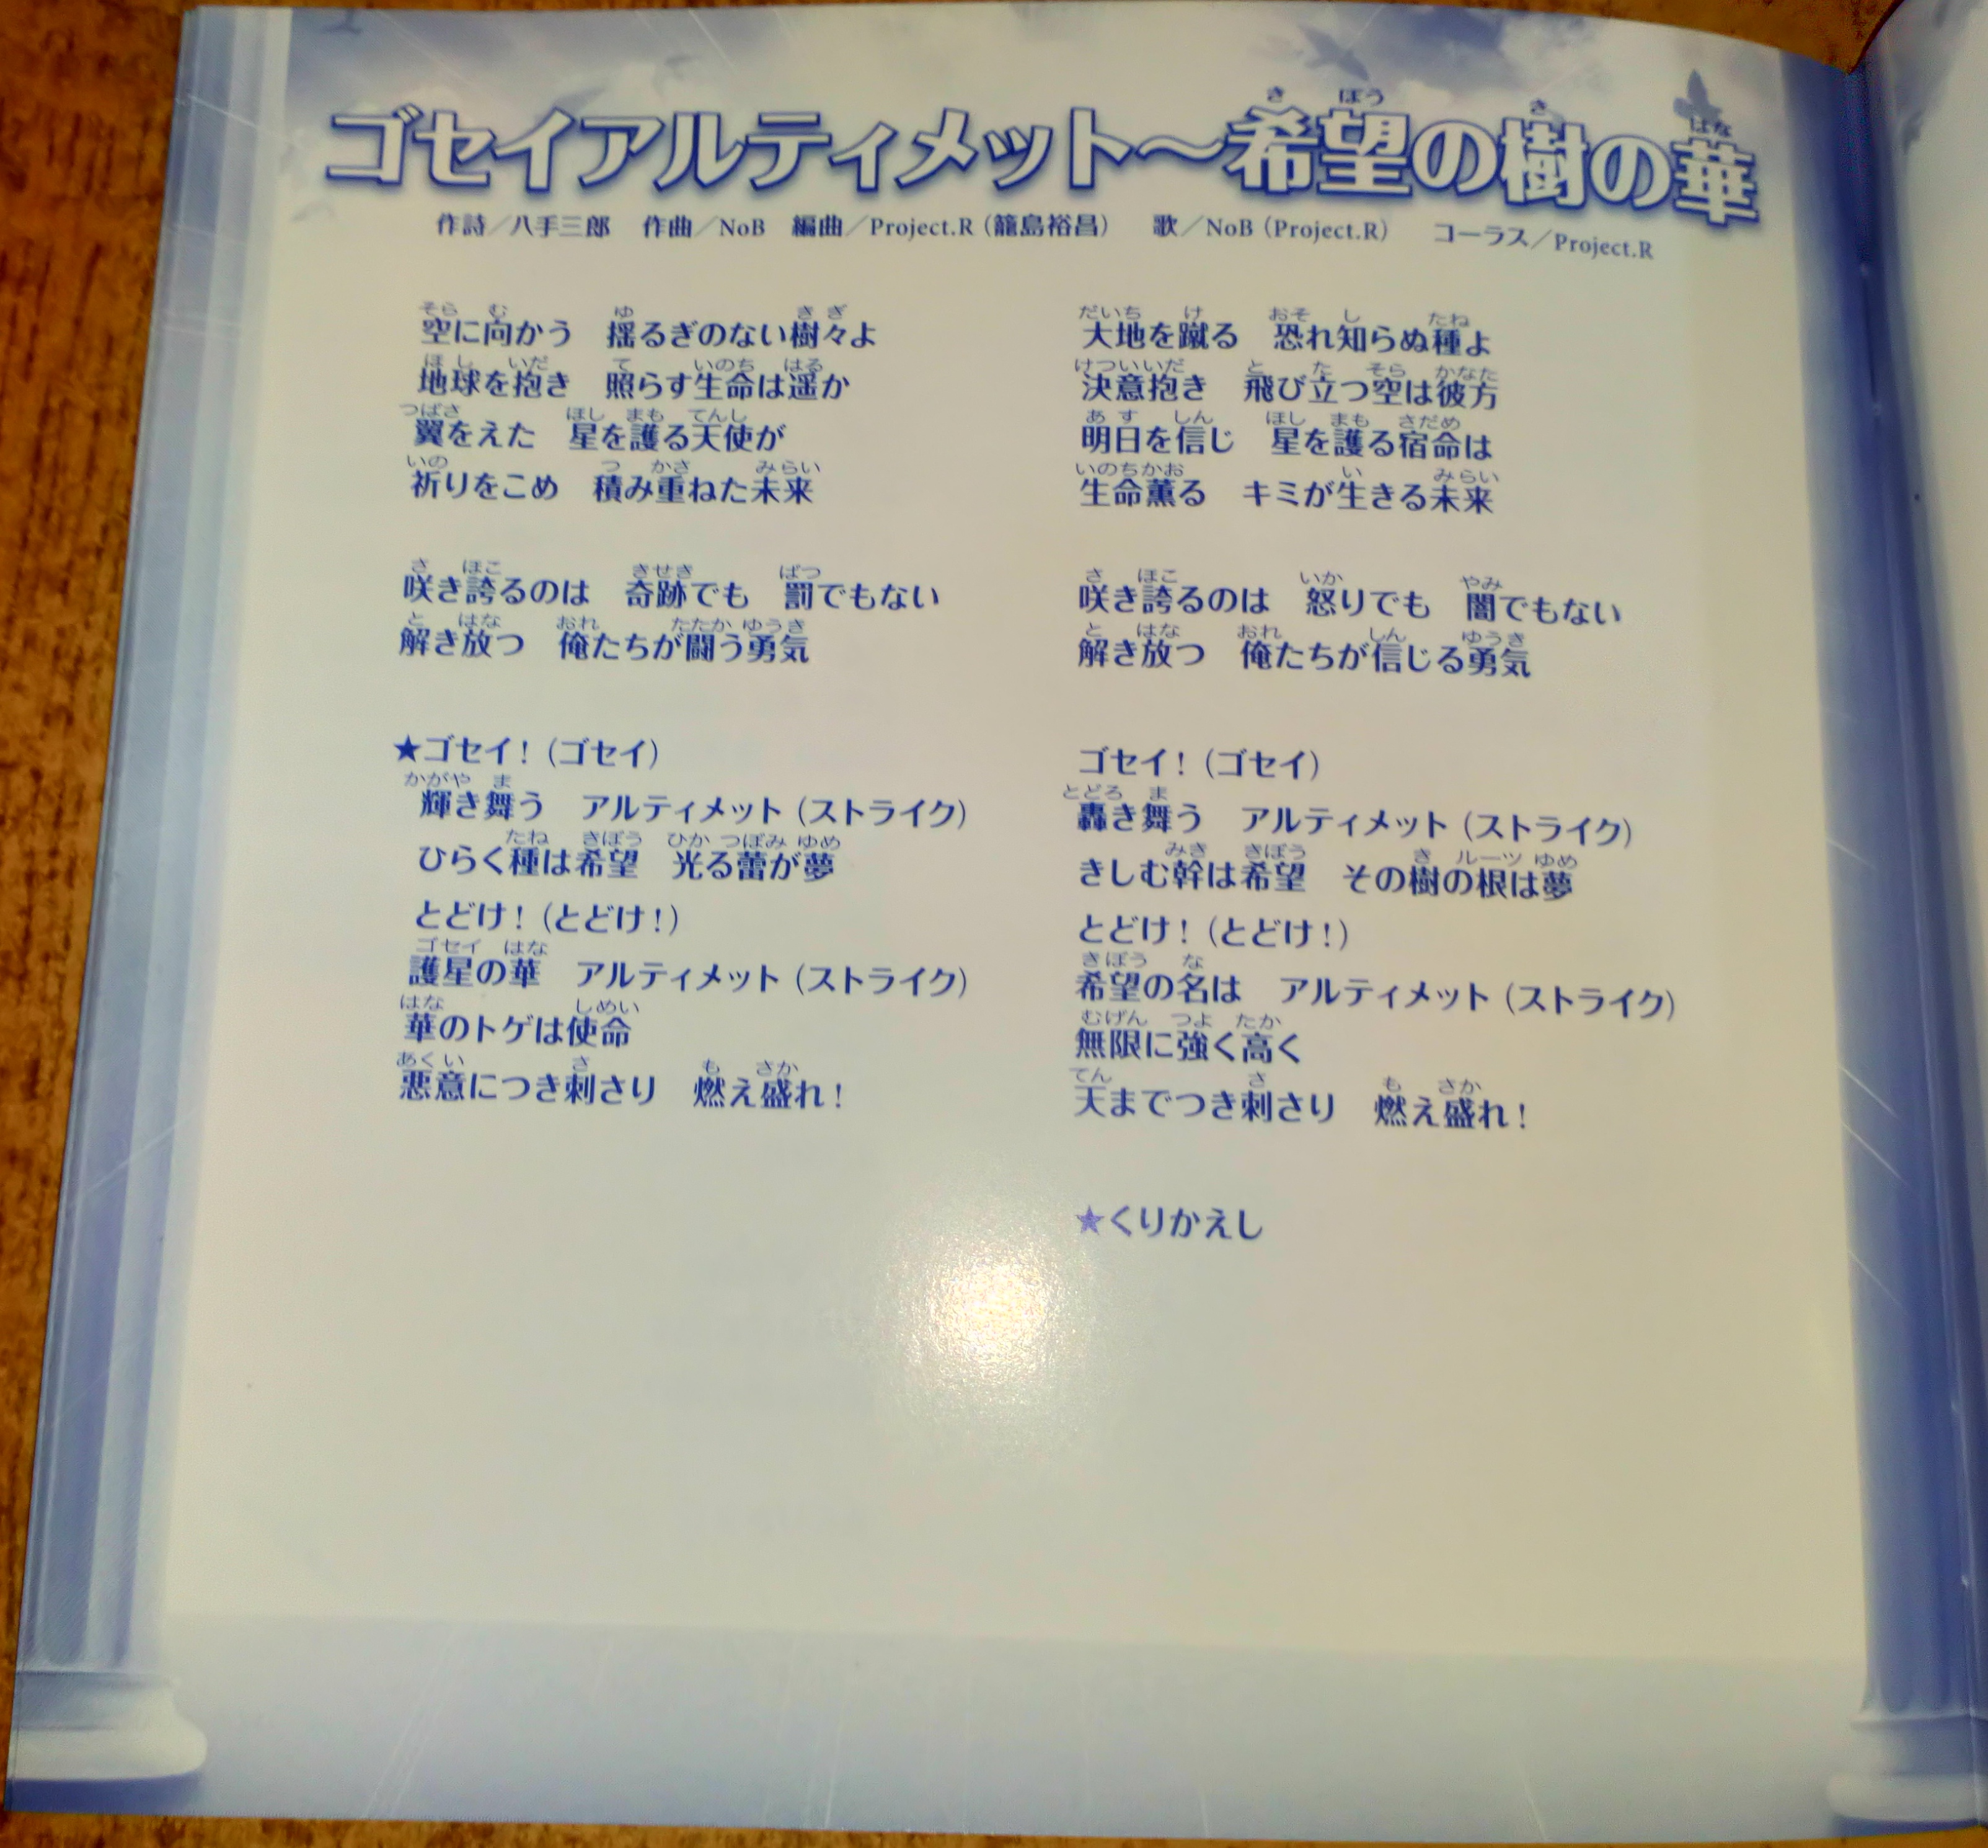 ゴセイアルティメット〜希望の樹の華
作詩／八手三郎　作曲／NoB　編曲／Project.R（籠島裕昌）　歌／NoB（Project.R）　コーラス／Project.R
空に向かう　揺るぎのない樹々よ
地球を抱き　照らす生命は遥か
翼をえた　星を護る天使が
祈りをこめ　積み重ねた未来
咲き誇るのは　奇跡でも　罰でもない
解き放つ　俺たちが闘う勇気
★ゴセイ！（ゴセイ）
輝き舞う　アルティメット（ストライク）
ひらく種は希望　光る蕾が夢
とどけ！（とどけ！）
護星の華　アルティメット（ストライク）
華のトゲは使命
悪意につき刺さり　燃え盛れ！
大地を蹴る　恐れ知らぬ種よ
決意抱き　飛び立つ空は彼方
明日を信じ　星を護る宿命は
生命薫る　キミが生きる未来
咲き誇るのは　怒りでも　闇でもない
解き放つ　俺たちが信じる勇気
ゴセイ！（ゴセイ）
轟き舞う　アルティメット（ストライク）
きしむ幹は希望　その樹の根は夢
とどけ！（とどけ！）
希望の名は　アルティメット（ストライク）
無限に強く高く
天までつき刺さり　燃え盛れ！
★くりかえし